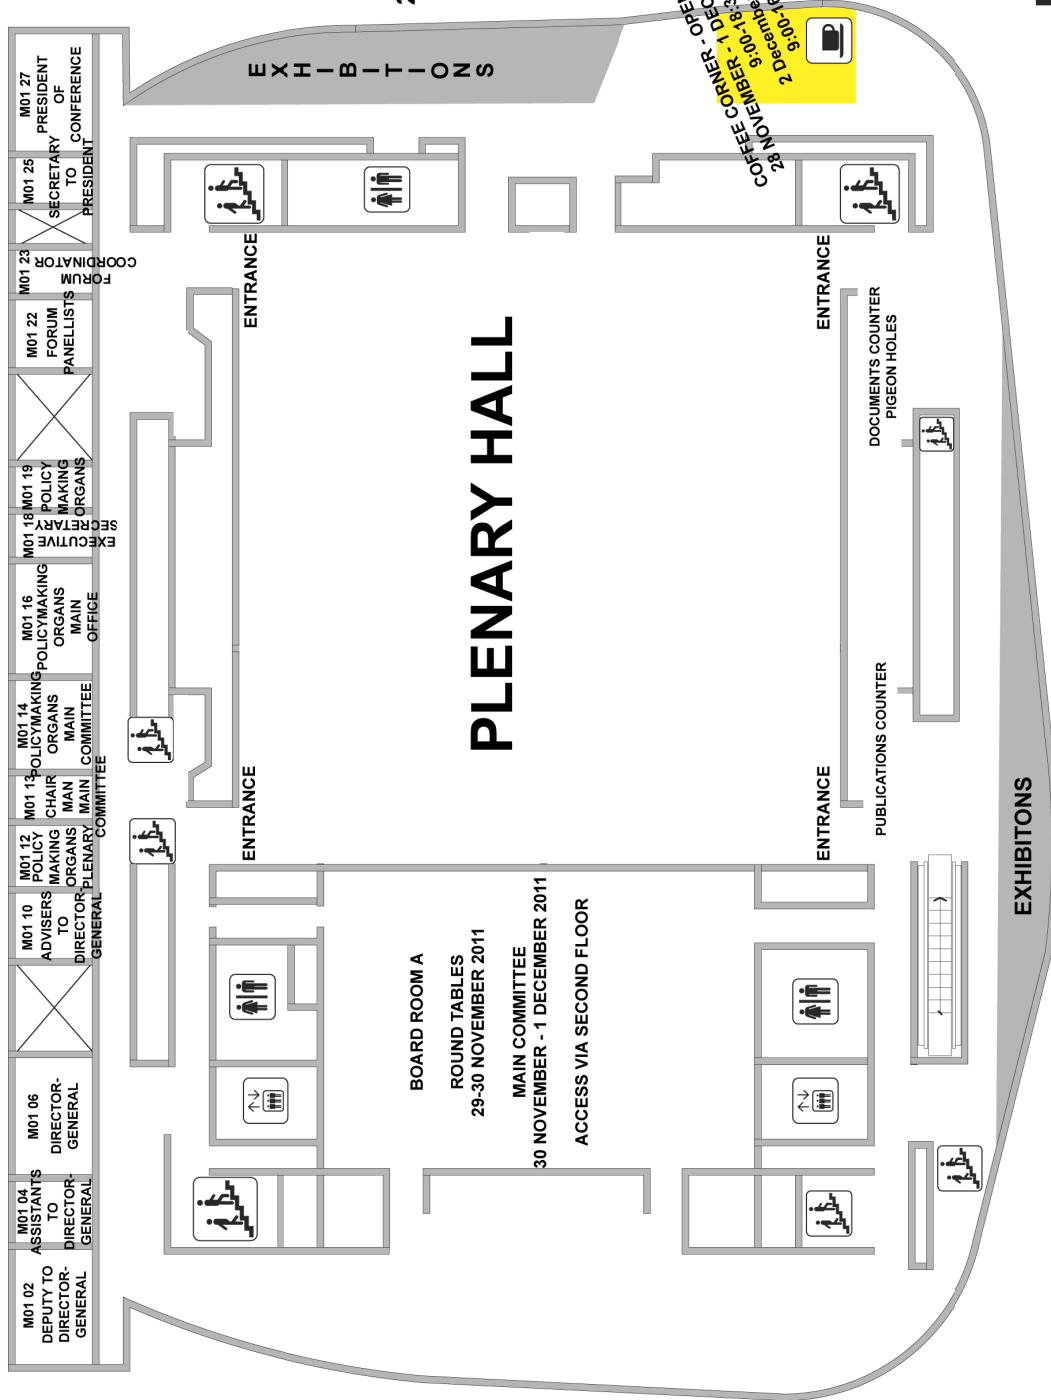 M01 27
PRESIDENT
OF
CONFERENCE
M01 25
SECRETARY
TO
PRESIDENT
M01 23
FORUM
COORDINATOR
M01 22
FORUM
PANELLISTS
M01 19
POLICY
MAKING
ORGANS
M01 18
EXECUTIVE
SECRETARY
M01 16
POLICYMAKING
ORGANS
MAIN
OFFICE
M01 14
POLICYMAKING
ORGANS
MAIN
COMMITTEE
M01 13
CHAIR
MAN
MAIN
COMMITTEE
M01 12
POLICY
MAKING
ORGANS
PLENARY
M01 10
ADVISERS
TO
DIRECTOR-
GENERAL
M01 06
DIRECTOR-
GENERAL
M01 04
ASSISTANTS
TO
DIRECTOR-
GENERAL
M01 02
DEPUTY TO
DIRECTOR-
GENERAL
EXHIBITIONS
COFFEE CORNER - OPEN
28 NOVEMBER - 1 DEC
9:00-18:3
2 December
9:00-16
ENTRANCE
ENTRANCE
PLENARY HALL
ENTRANCE
ENTRANCE
DOCUMENTS COUNTER
PIGEON HOLES
PUBLICATIONS COUNTER
BOARD ROOM A
ROUND TABLES
29-30 NOVEMBER 2011
MAIN COMMITTEE
30 NOVEMBER - 1 DECEMBER 2011
ACCESS VIA SECOND FLOOR
EXHIBITONS